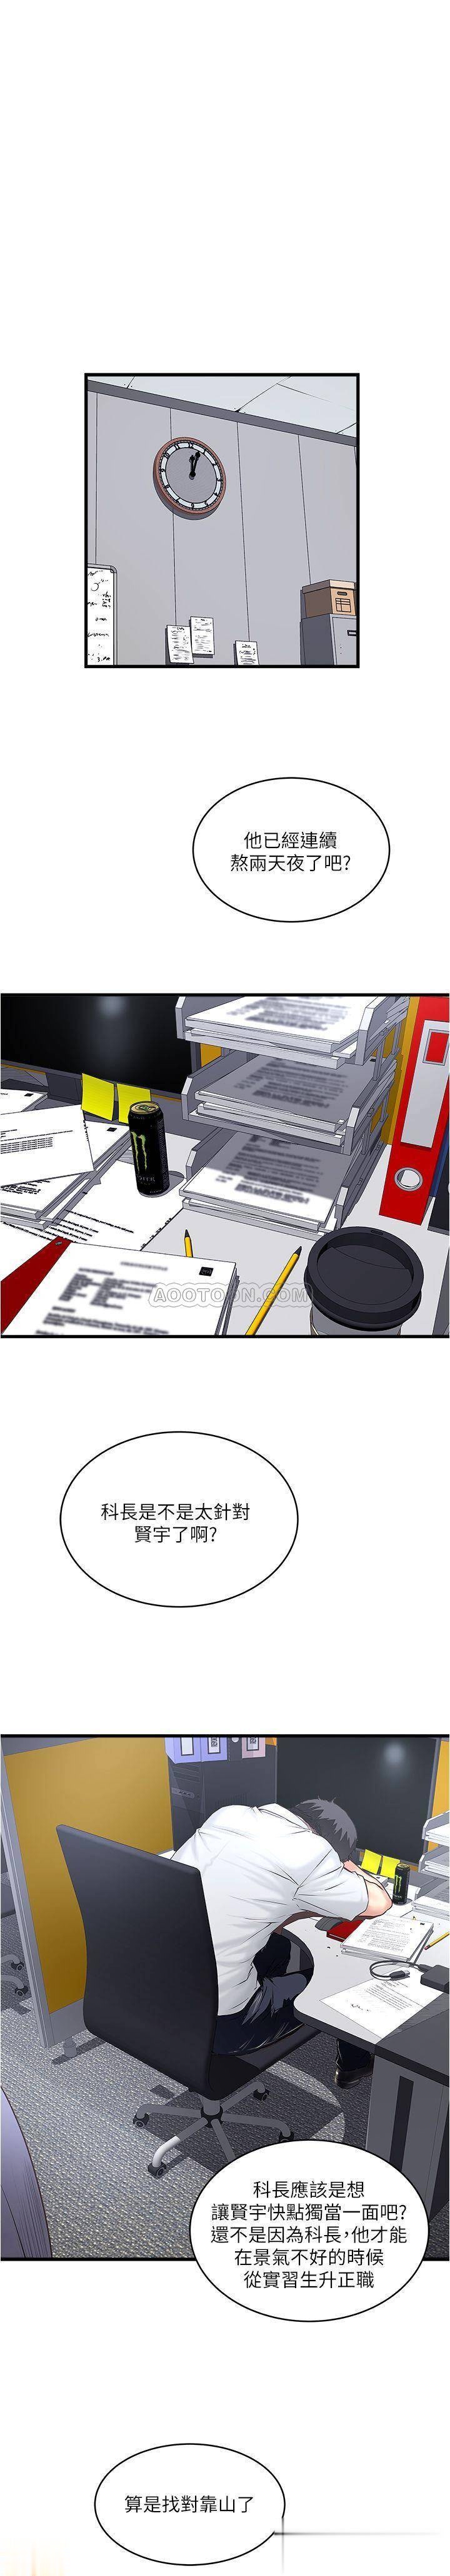 他已經連續
熬兩天夜了吧?
AOOTOON.COM
科長是不是太針對
賢宇了啊?
科長應該是想
讓賢宇快點獨當一面吧?
還不是因為科長，他才能
在景氣不好的時候
從實習生升正職
算是找對靠山了